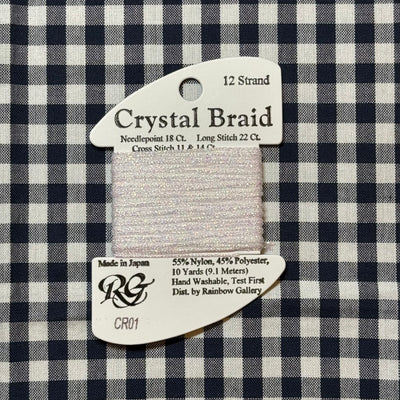 12 Strand
Crystal Braid
Needlepoint 18 Ct. Long Stitch 22 Ct.
Cross Stitch 11 & 14 Ct.
Made in Japan
55% Nylon, 45% Polyester,
10 Yards (9.1 Meters)
Hand Washable, Test First
Dist. by Rainbow Gallery
RG
CR01